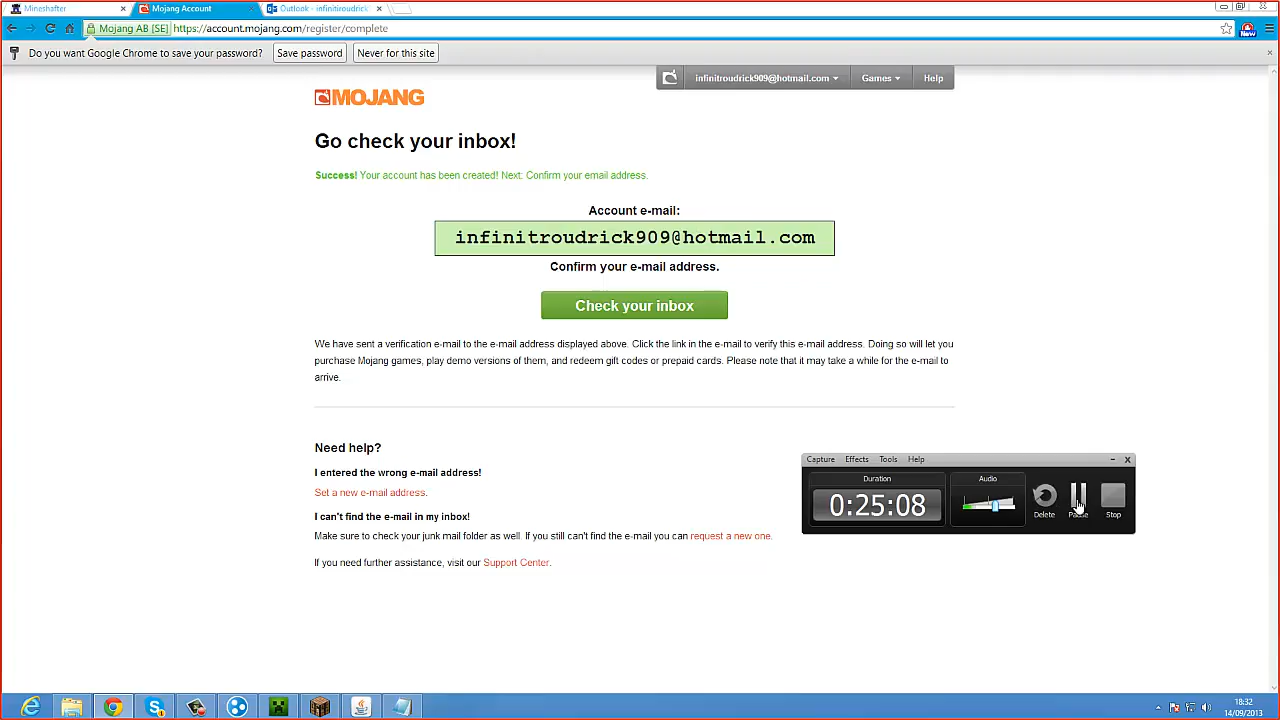 Mineshafter
Mojang Account
Outlook - infinitroudrick
Mojang AB [SE]
https://account.mojang.com/register/complete
New
Do you want Google Chrome to save your password?
Save password
Never for this site
infinitroudrick909@hotmail.com
Games
Help
MOJANG
Go check your inbox!
Success! Your account has been created! Next: Confirm your email address.
Account e-mail:
infinitroudrick909@hotmail.com
Confirm your e-mail address.
Check your inbox
We have sent a verification e-mail to the e-mail address displayed above. Click the link in the e-mail to verify this e-mail address. Doing so will let you
purchase Mojang games, play demo versions of them, and redeem gift codes or prepaid cards. Please note that it may take a while for the e-mail to
arrive.
Need help?
I entered the wrong e-mail address!
Set a new e-mail address.
I can't find the e-mail in my inbox!
Make sure to check your junk mail folder as well. If you still can't find the e-mail you can request a new one.
If you need further assistance, visit our Support Center.
Capture Effects Tools Help
Duration
Audio
0:25:08
Delete
Pause
Stop
18:32
14/09/2013